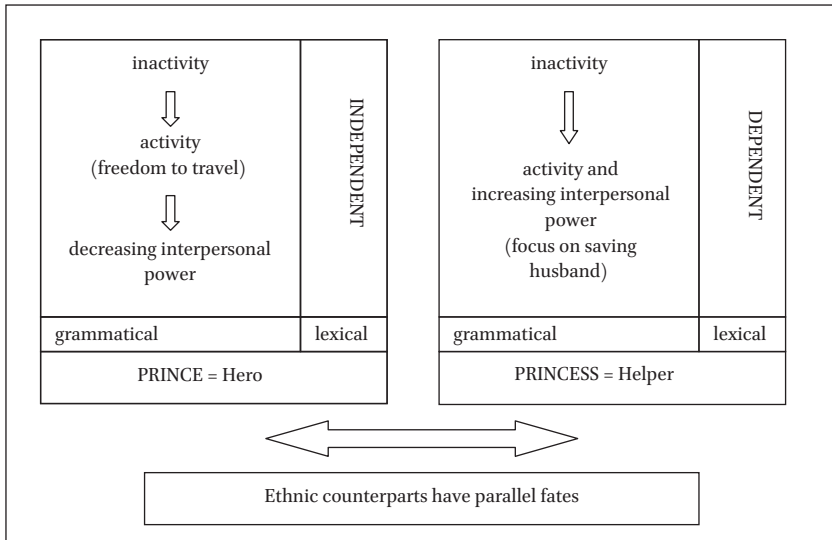 inactivity
activity
(freedom to travel)
decreasing interpersonal
power
INDEPENDENT
grammatical
lexical
PRINCE = Hero
inactivity
activity and
increasing interpersonal
power
(focus on saving
husband)
DEPENDENT
grammatical
lexical
PRINCESS = Helper
Ethnic counterparts have parallel fates